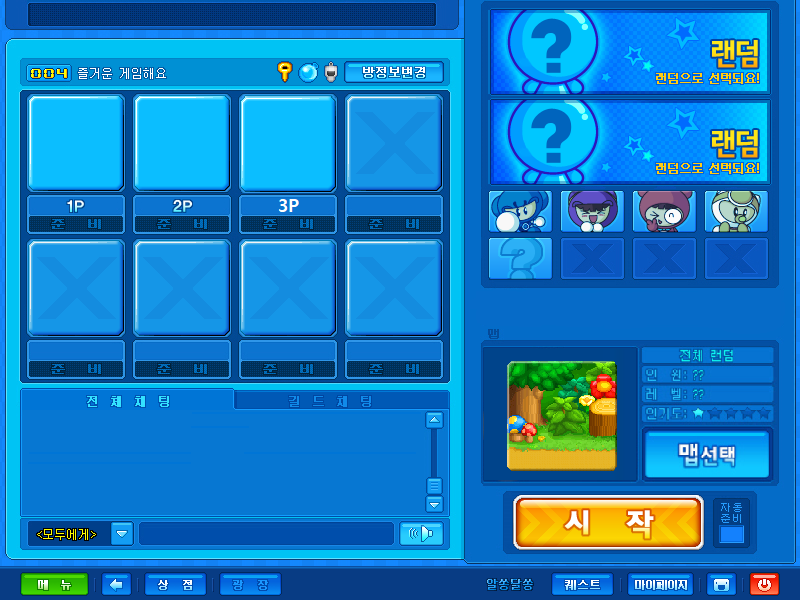 004 즐거운 게임해요
방정보변경
1P
2P
3P
준 비
준 비
준 비
준 비
준 비
준 비
준 비
준 비
전 체 채 팅
길 드 채 팅
<모두에게>
?
랜덤
랜덤으로 선택되요!
?
랜덤
랜덤으로 선택되요!
?
맵
전체 랜덤
인 원: ??
레 벨: ??
인기도:
맵선택
시 작
자동
준비
메 뉴
상 점
광 장
알쏭달쏭
퀘스트
마이페이지